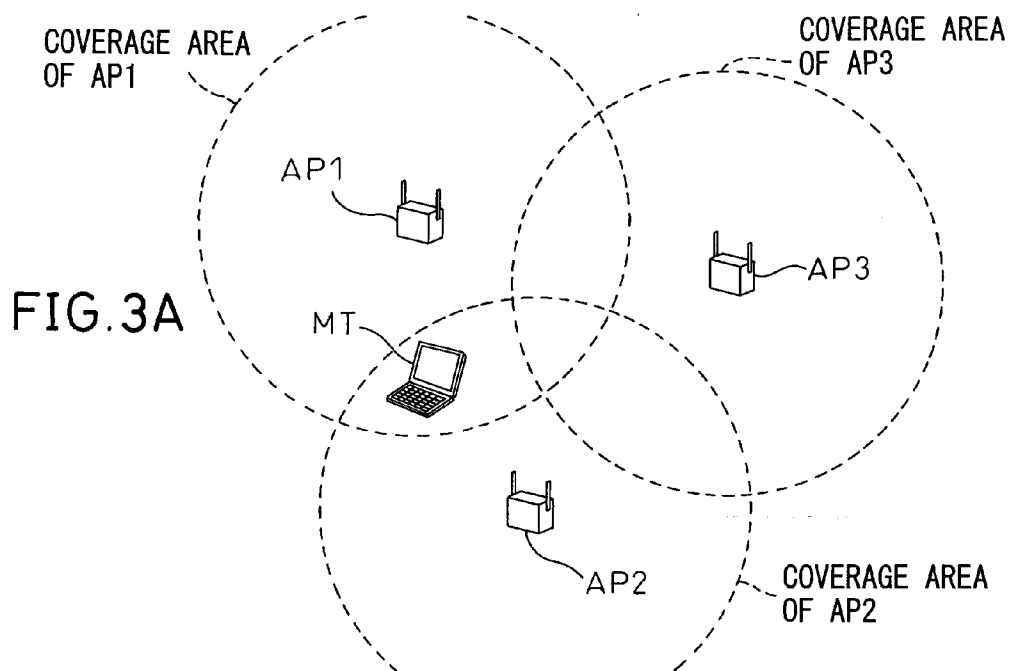 COVERAGE AREA
OF AP1
COVERAGE AREA
OF AP3
AP1
AP3
FIG.3A
MT
AP2
COVERAGE AREA
OF AP2